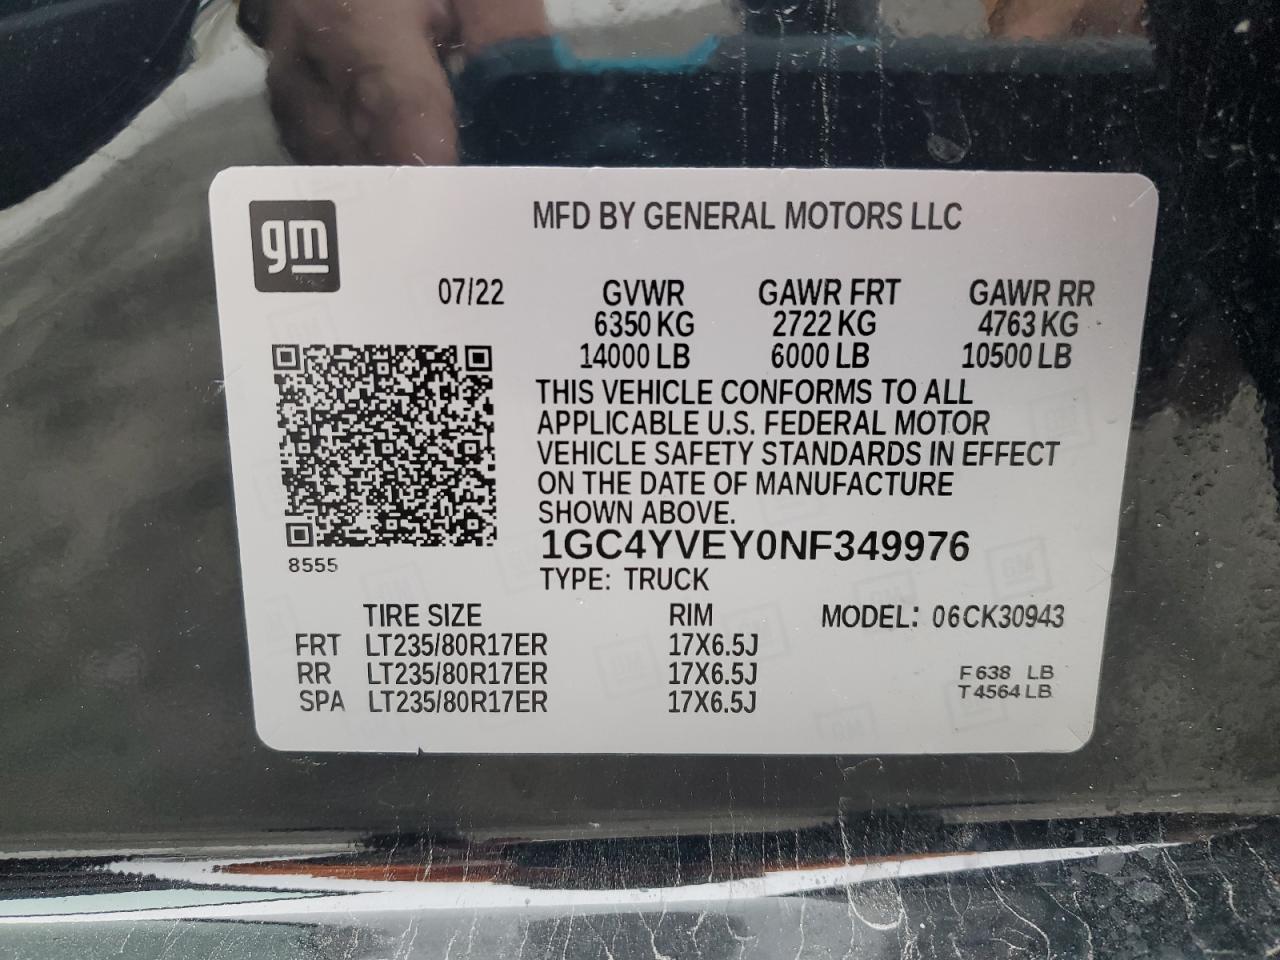 gm
MFD BY GENERAL MOTORS LLC
07/22 GVWR GAWR FRT GAWR RR
6350 KG 2722 KG 4763 KG
14000 LB 6000 LB 10500 LB
THIS VEHICLE CONFORMS TO ALL
APPLICABLE U.S. FEDERAL MOTOR
VEHICLE SAFETY STANDARDS IN EFFECT
ON THE DATE OF MANUFACTURE
SHOWN ABOVE.
8555
1GC4YVEY0NF349976
TYPE: TRUCK
TIRE SIZE RIM MODEL: 06CK30943
FRT LT235/80R17ER 17X6.5J
RR LT235/80R17ER 17X6.5J
SPA LT235/80R17ER 17X6.5J
F 638 LB
T 4564 LB